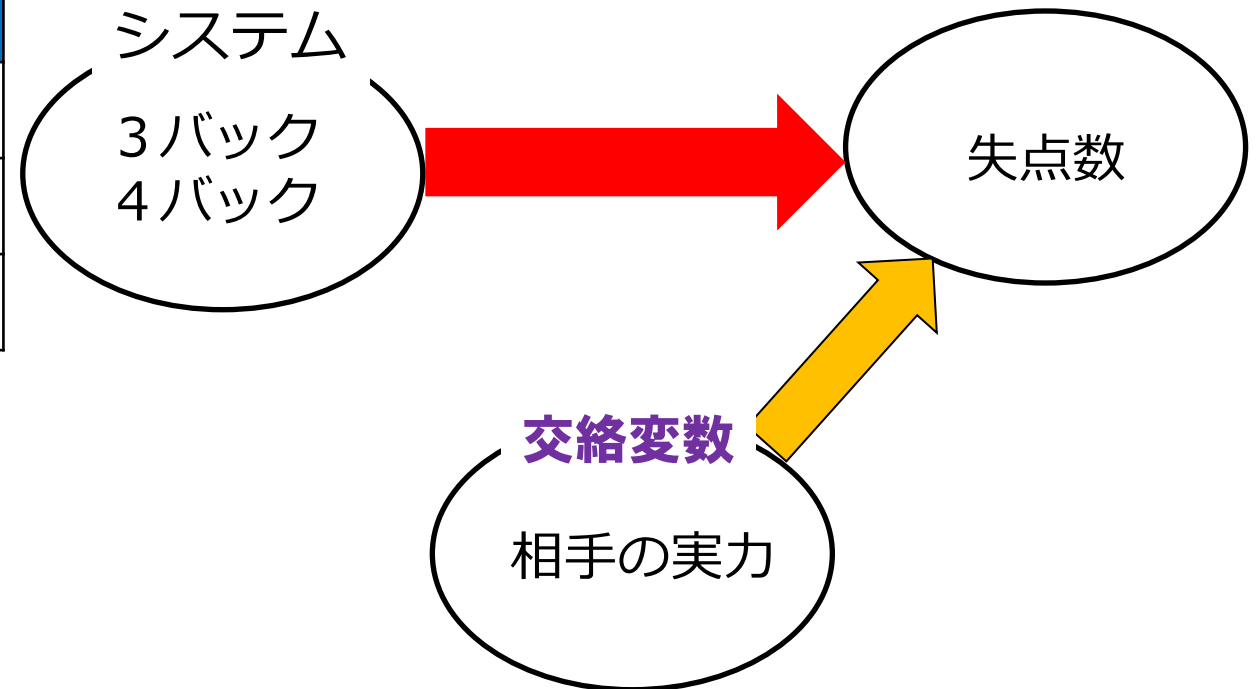 システム
３バック
４バック
失点数
交絡変数
相手の実力